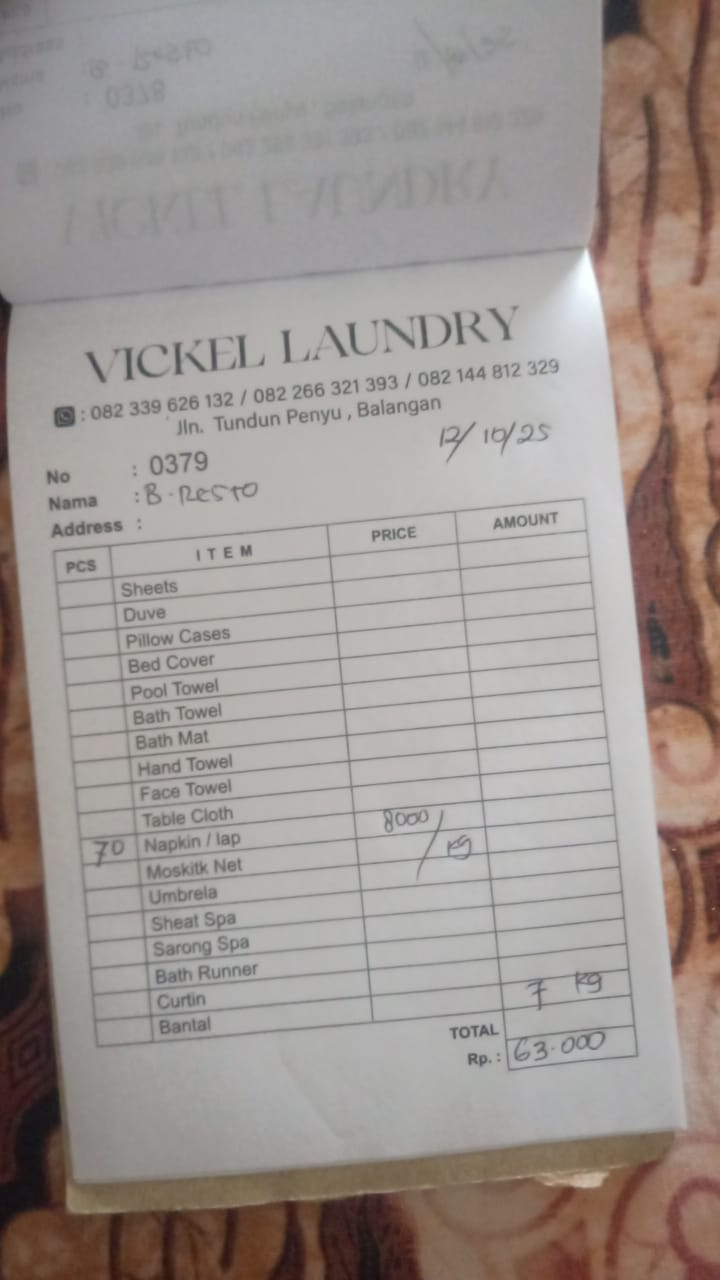 VICKEL LAUNDRY
: 082 339 626 132 / 082 266 321 393 / 082 144 812 329
Jln. Tundun Penyu , Balangan
12/10/25
No : 0379
Nama : B. RESTO
Address :
PCS ITEM PRICE AMOUNT
Sheets
Duve
Pillow Cases
Bed Cover
Pool Towel
Bath Towel
Bath Mat
Hand Towel
Face Towel
Table Cloth
70 Napkin / lap 8000/kg
Moskitk Net
Umbrela
Sheat Spa
Sarong Spa
Bath Runner
Curtin
Bantal
7 kg
TOTAL
Rp. : 63.000